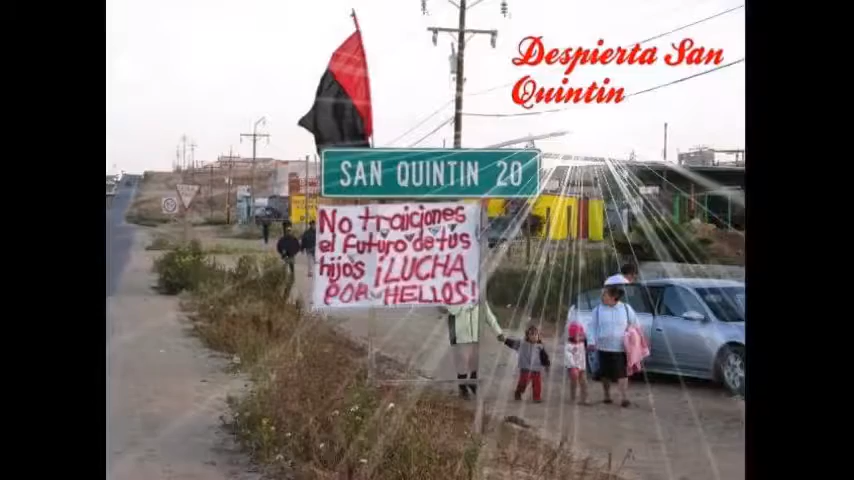 Despierta San
Quintin
SAN QUINTIN 20
No traiciones
el futuro de tus
hijos ¡LUCHA
POR HELLOS!